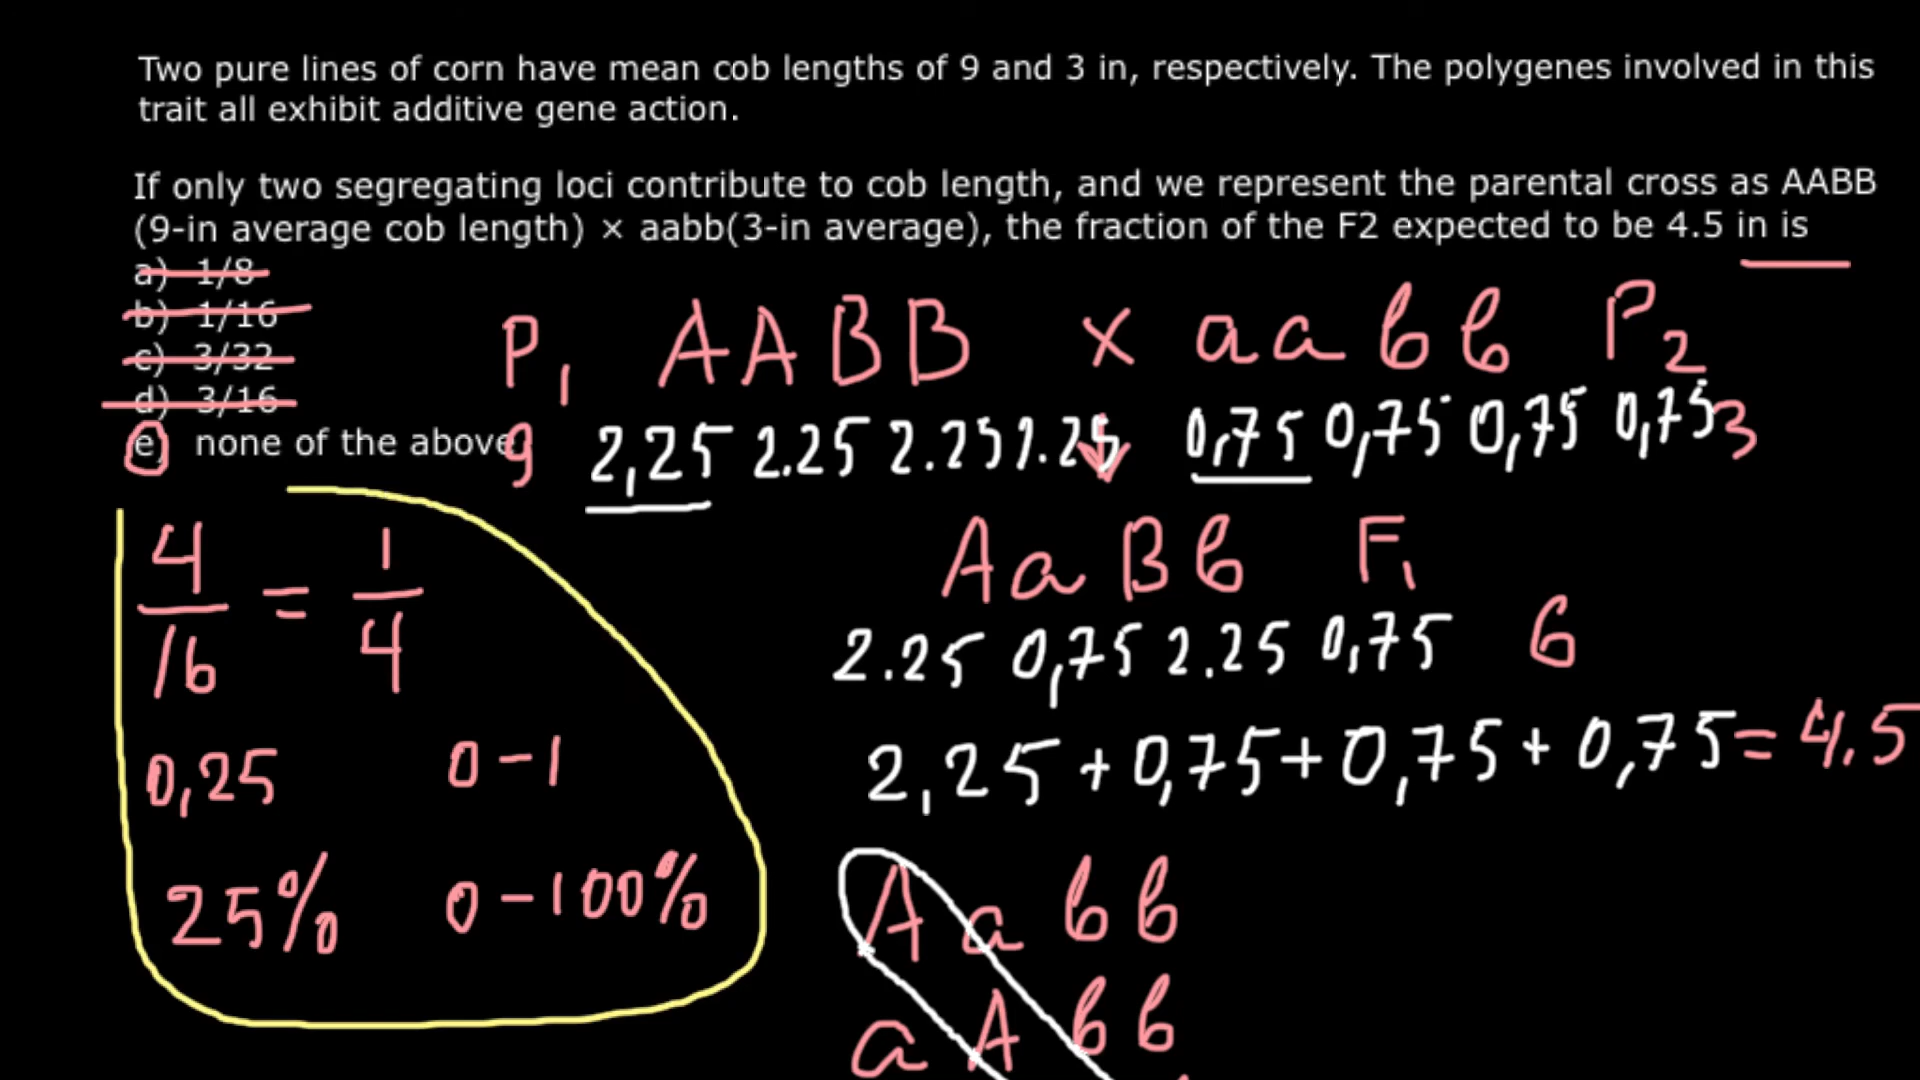 Two pure lines of corn have mean cob lengths of 9 and 3 in, respectively. The polygenes involved in this
trait all exhibit additive gene action.
If only two segregating loci contribute to cob length, and we represent the parental cross as AABB
(9-in average cob length) × aabb(3-in average), the fraction of the F2 expected to be 4.5 in is
a) 1/8
b) 1/16
c) 3/32
d) 3/16
e) none of the above
P1 A A B B × a a b b P2
9 2,25 2.25 2.25 2.25 0,75 0,75 0,75 0,75 3
A a B b F1
2.25 0,75 2.25 0,75 6
2,25 + 0,75 + 0,75 + 0,75 = 4.5
A a b b
a A b b
4/16 = 1/4
0,25 0-1
25% 0-100%